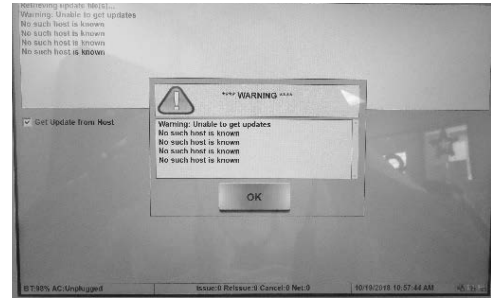 Retrieving update file(s)...
Warning: Unable to get updates
No such host is known
No such host is known
No such host is known
No such host is known
**** WARNING ****
Warning: Unable to get updates
No such host is known
No such host is known
No such host is known
No such host is known
Get Update from Host
OK
BT:90% AC:Unplugged
Issue:0 Reissue:0 Cancel:0 Net:0
10/19/2018 10:57:44 AM